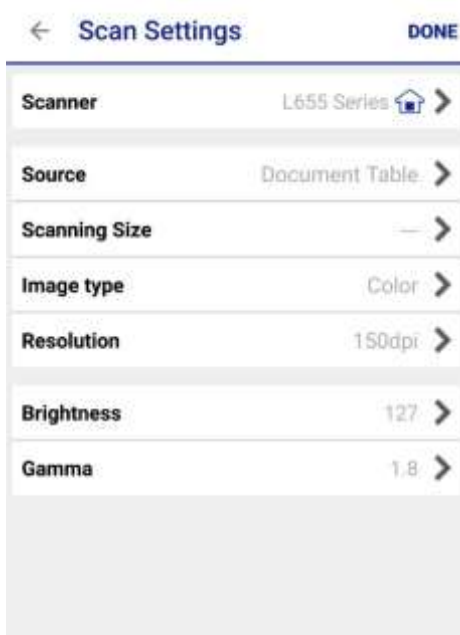 Scan Settings DONE
Scanner L655 Series
Source Document Table
Scanning Size —
Image type Color
Resolution 150dpi
Brightness 127
Gamma 1.8